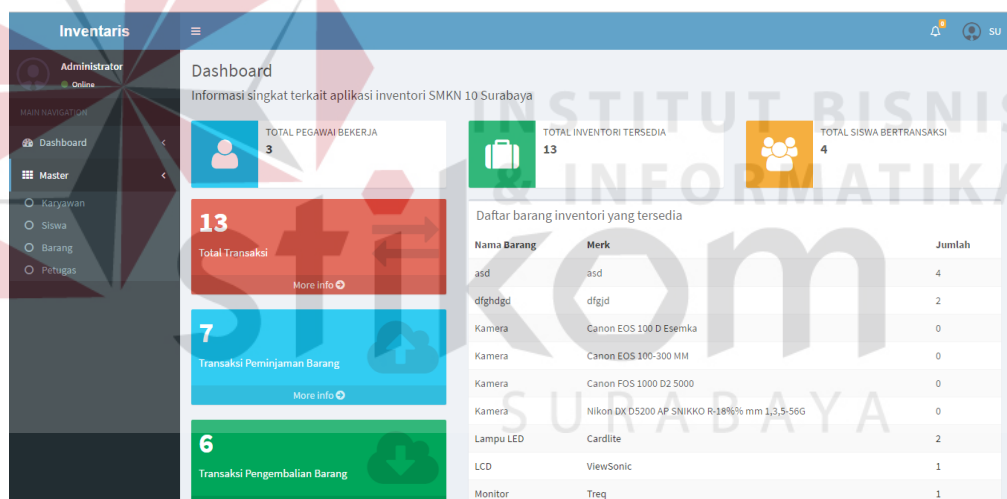 Inventaris
SU
Administrator
Online
MAIN NAVIGATION
Dashboard
Master
Karyawan
Siswa
Barang
Petugas
Dashboard
Informasi singkat terkait aplikasi inventori SMKN 10 Surabaya
TOTAL PEGAWAI BEKERJA
3
TOTAL INVENTORI TERSEDIA
13
TOTAL SISWA BERTRANSAKSI
4
13
Total Transaksi
More info
7
Transaksi Peminjaman Barang
More info
6
Transaksi Pengembalian Barang
Daftar barang inventori yang tersedia
Nama Barang Merk Jumlah
asd asd 4
dfghdgd dfgjd 2
Kamera Canon EOS 100 D Esemka 0
Kamera Canon EOS 100-300 MM 0
Kamera Canon FOS 1000 D2 5000 0
Kamera Nikon DX D5200 AP SNIKKO R-18%% mm 1,3,5-56G 0
Lampu LED Cardlite 2
LCD ViewSonic 1
Monitor Treq 1
INSTITUT BISNIS
& INFORMATIKA
stikom
SURABAYA